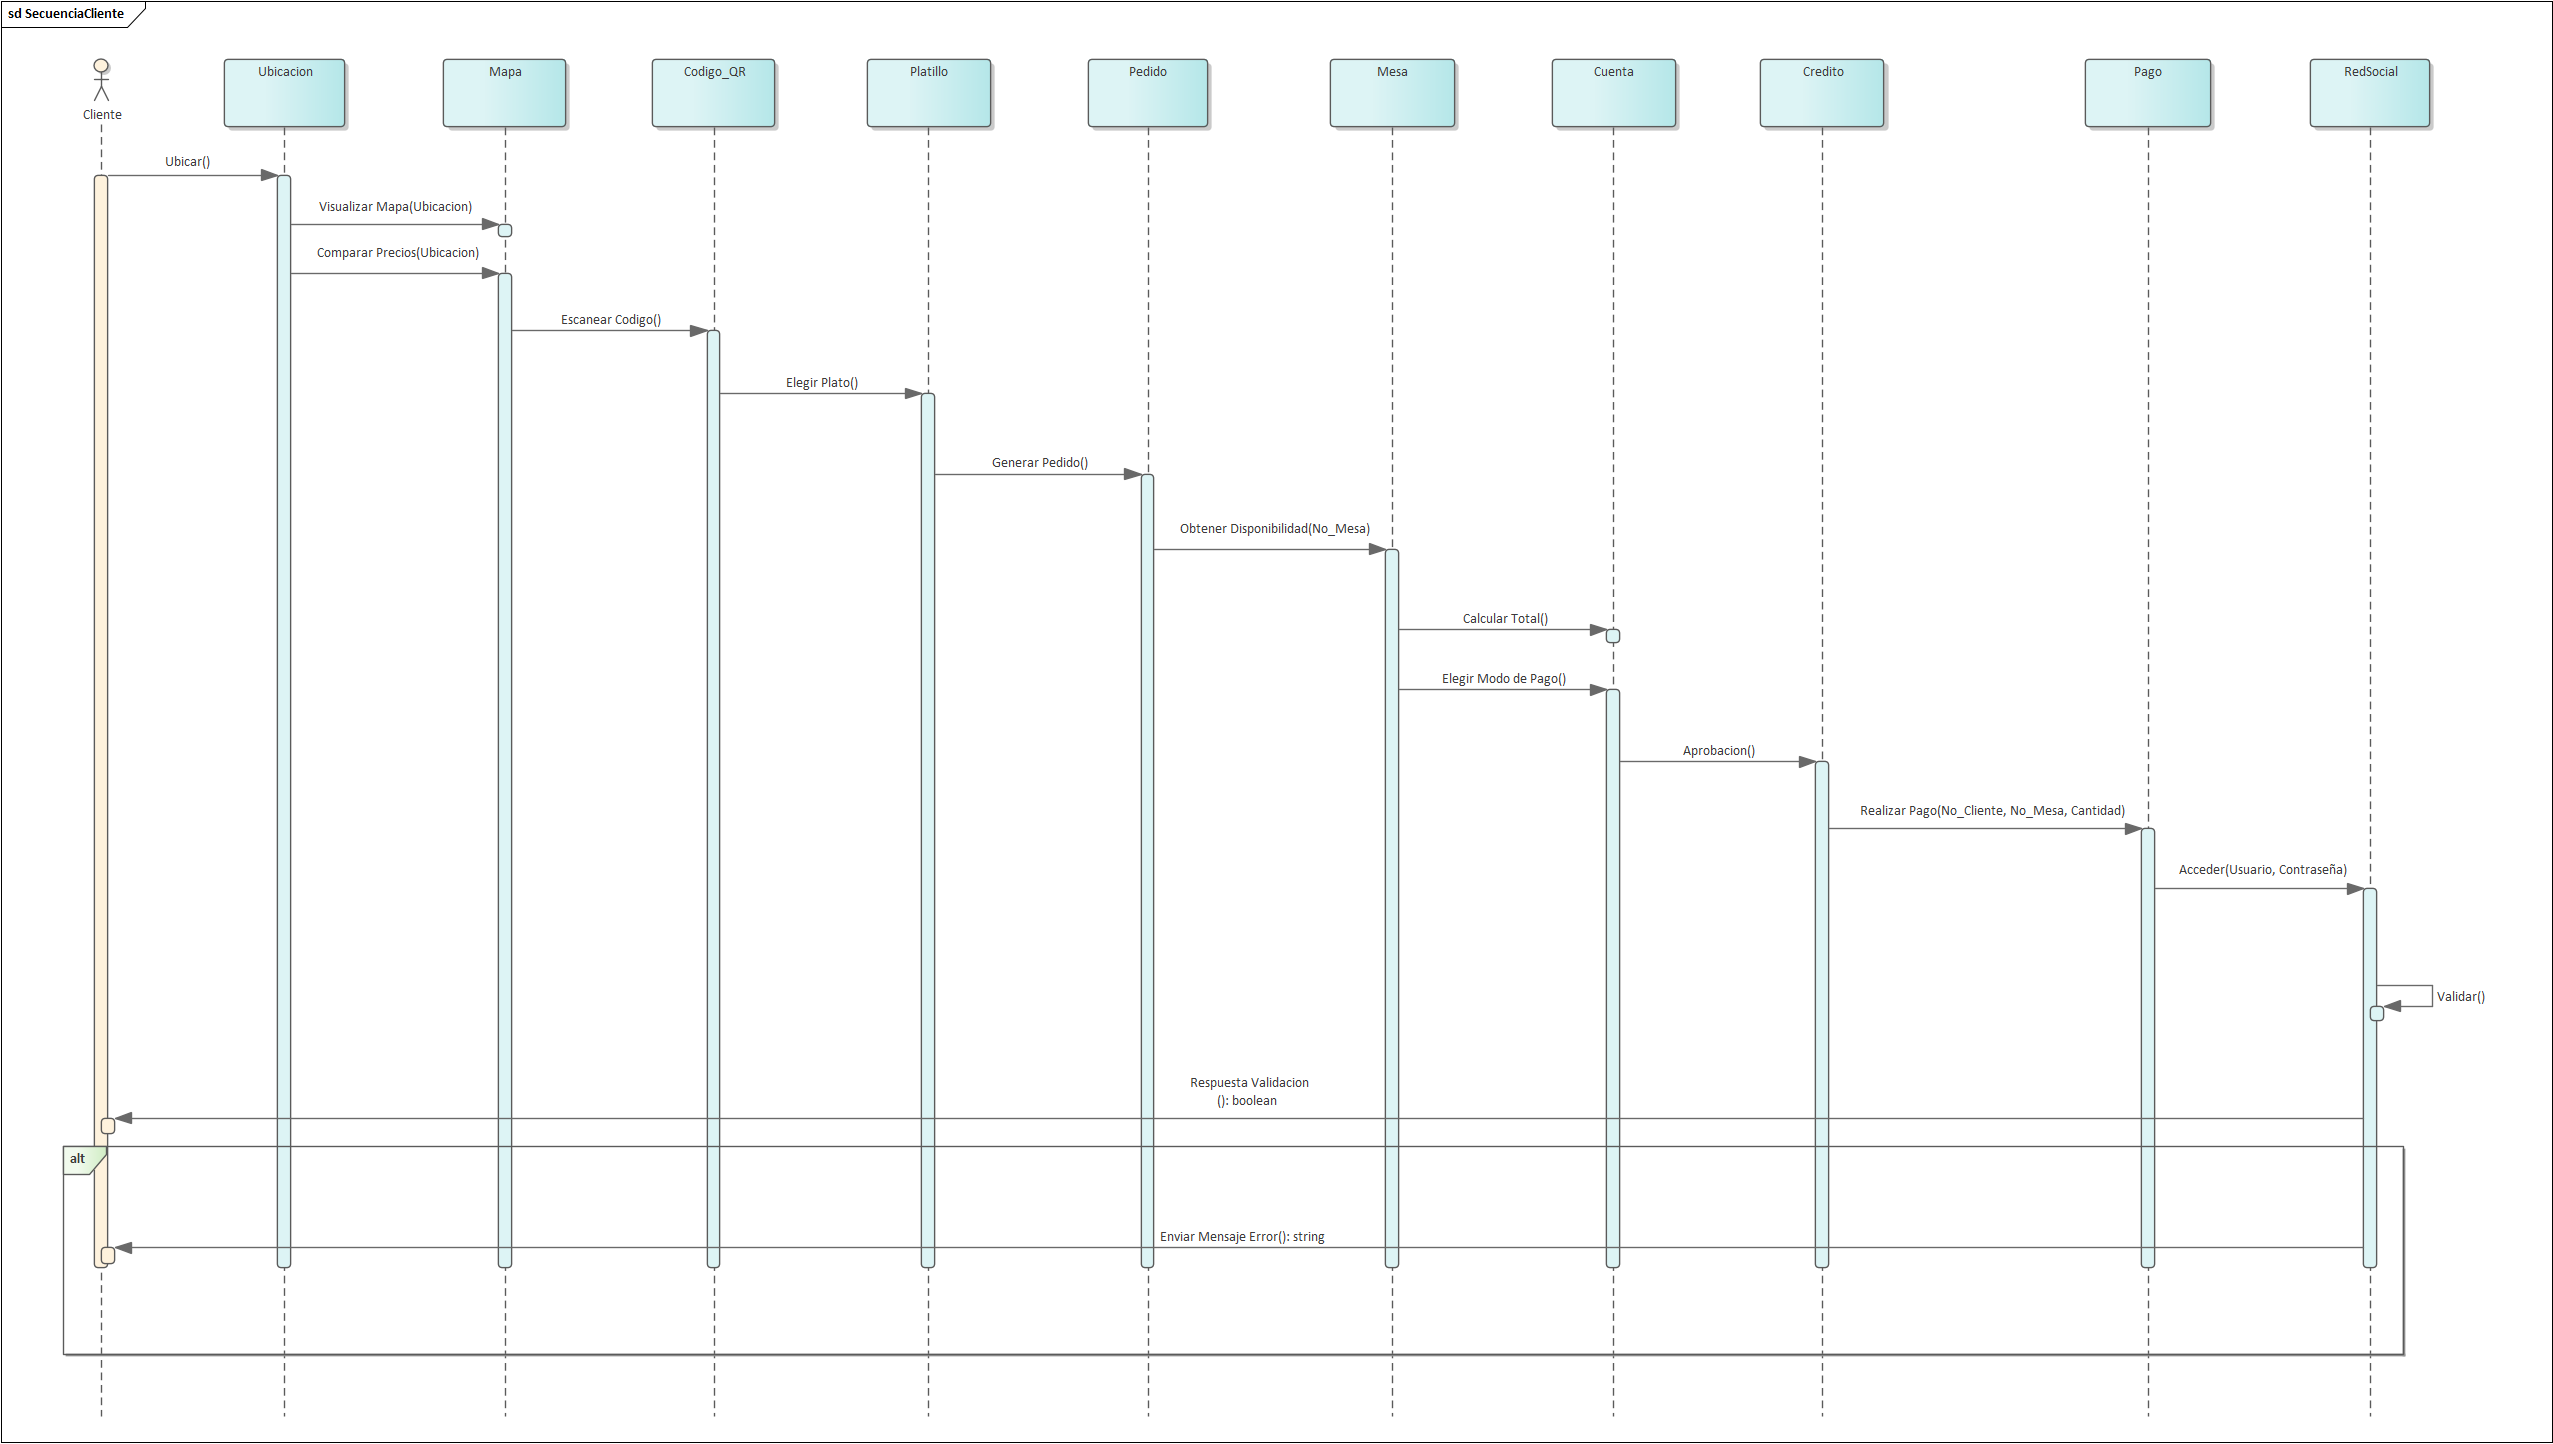 sd SecuenciaCliente
Cliente
Ubicacion
Mapa
Codigo_QR
Platillo
Pedido
Mesa
Cuenta
Credito
Pago
RedSocial
Ubicar()
Visualizar Mapa(Ubicacion)
Comparar Precios(Ubicacion)
Escanear Codigo()
Elegir Plato()
Generar Pedido()
Obtener Disponibilidad(No_Mesa)
Calcular Total()
Elegir Modo de Pago()
Aprobacion()
Realizar Pago(No_Cliente, No_Mesa, Cantidad)
Acceder(Usuario, Contraseña)
Validar()
Respuesta Validacion
(): boolean
alt
Enviar Mensaje Error(): string